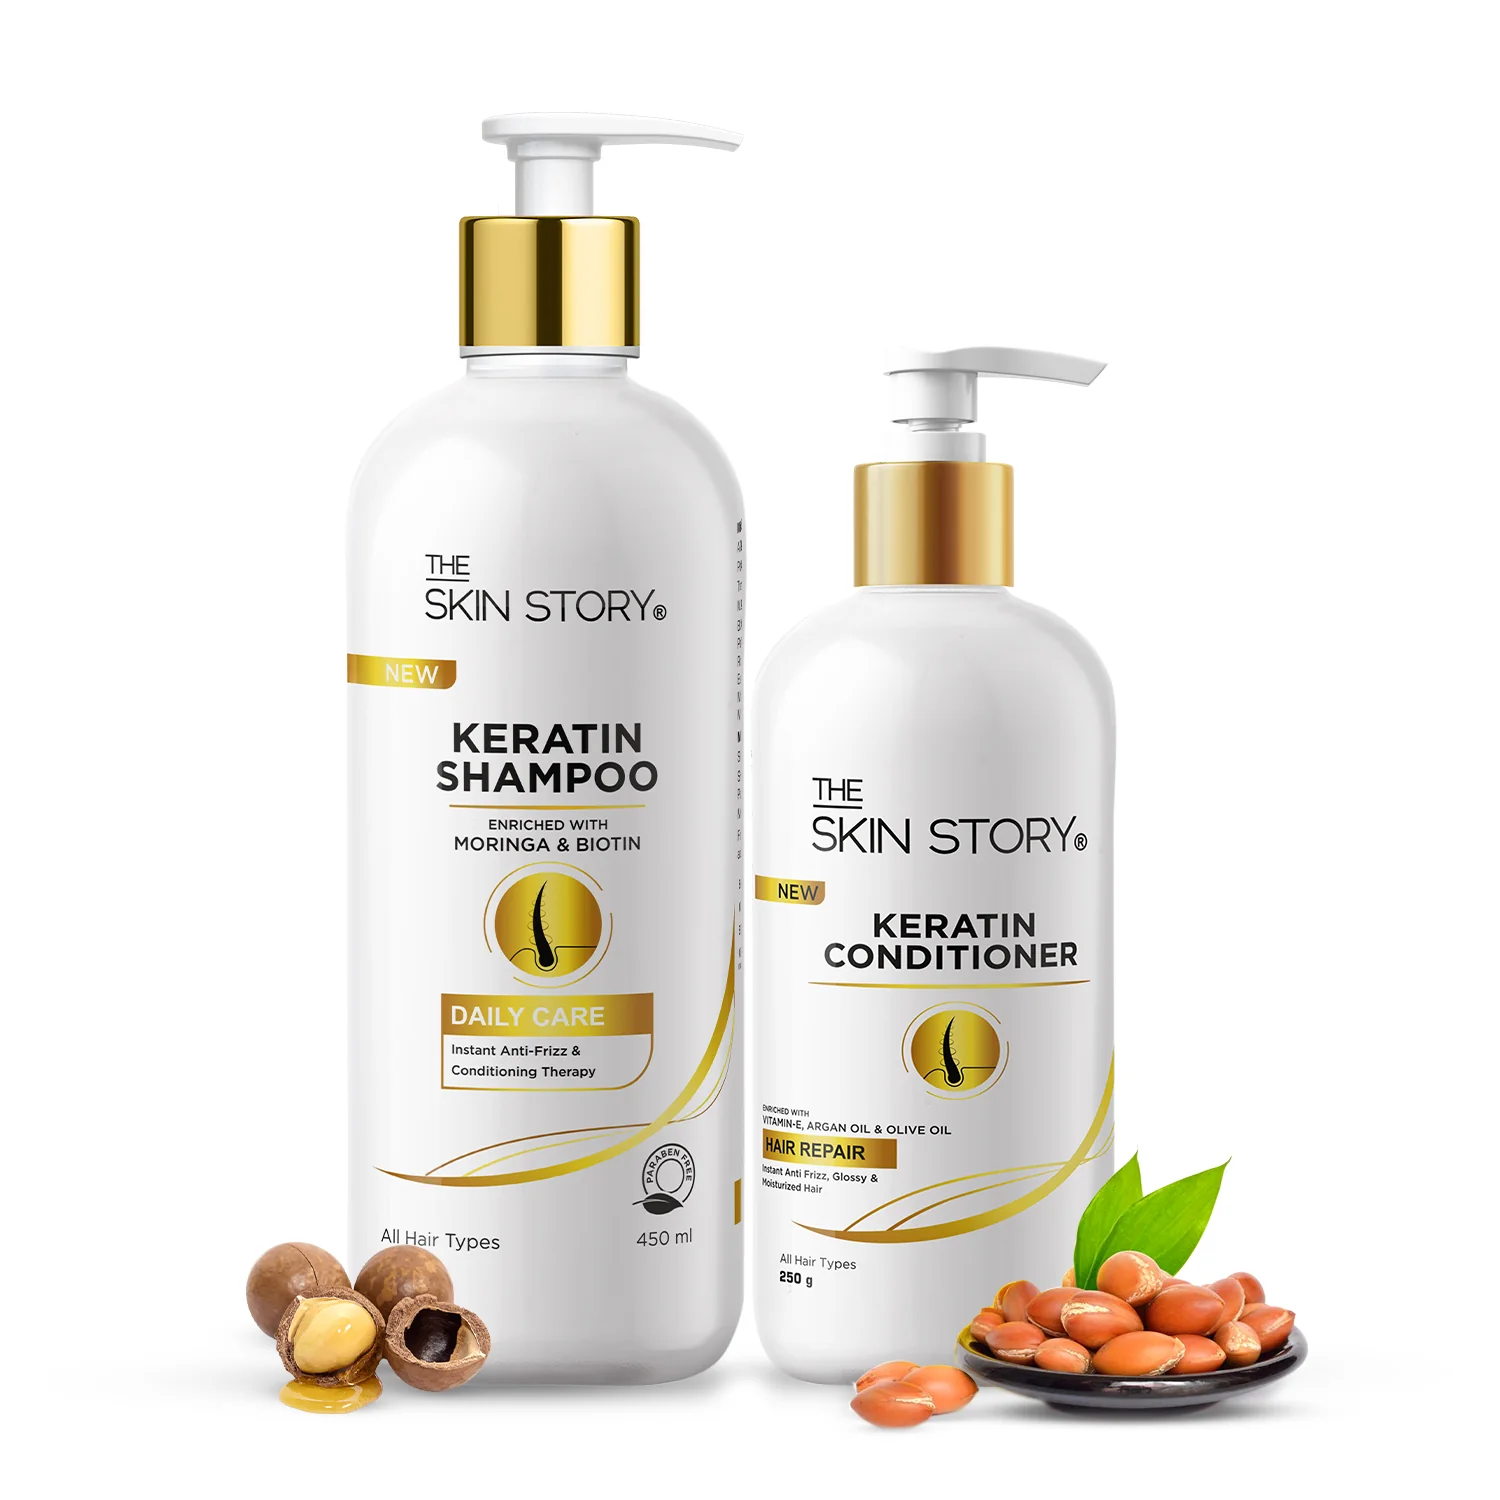 THE
SKIN STORY®
NEW
KERATIN
SHAMPOO
ENRICHED WITH
MORINGA & BIOTIN
DAILY CARE
Instant Anti-Frizz &
Conditioning Therapy
PARABEN FREE
All Hair Types
450 ml
THE
SKIN STORY®
NEW
KERATIN
CONDITIONER
ENRICHED WITH
VITAMIN-E, ARGAN OIL & OLIVE OIL
HAIR REPAIR
Instant Anti Frizz, Glossy &
Moisturized Hair
All Hair Types
250 g